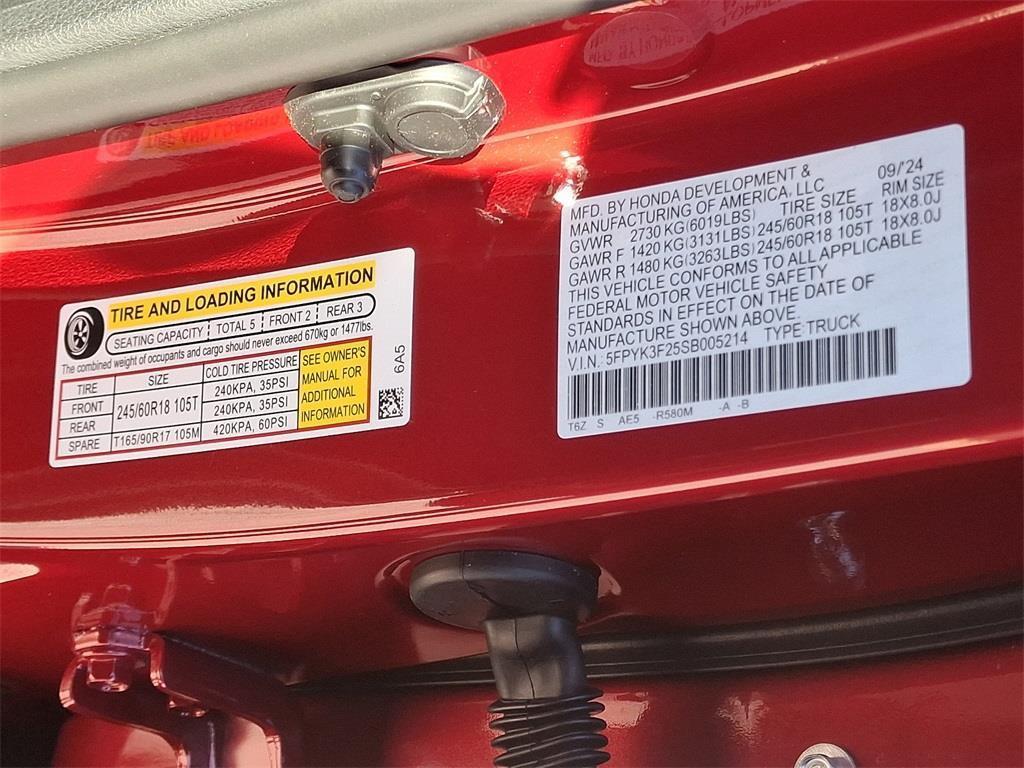 TIRE AND LOADING INFORMATION
SEATING CAPACITY TOTAL 5 FRONT 2 REAR 3
The combined weight of occupants and cargo should never exceed 670kg or 1477lbs.
TIRE SIZE COLD TIRE PRESSURE
FRONT 245/60R18 105T 240KPA, 35PSI
REAR 240KPA, 35PSI
SPARE T165/90R17 105M 420KPA, 60PSI
SEE OWNER'S
MANUAL FOR
ADDITIONAL
INFORMATION
6A5
MFD. BY HONDA DEVELOPMENT & 09/'24
MANUFACTURING OF AMERICA, LLC
GVWR 2730 KG(6019LBS) TIRE SIZE RIM SIZE
GAWR F 1420 KG(3131LBS) 245/60R18 105T 18X8.0J
GAWR R 1480 KG(3263LBS) 245/60R18 105T 18X8.0J
THIS VEHICLE CONFORMS TO ALL APPLICABLE
FEDERAL MOTOR VEHICLE SAFETY
STANDARDS IN EFFECT ON THE DATE OF
MANUFACTURE SHOWN ABOVE.
V.I.N.: 5FPYK3F25SB005214 TYPE:TRUCK
T6Z S AE5 -R580M -A -B